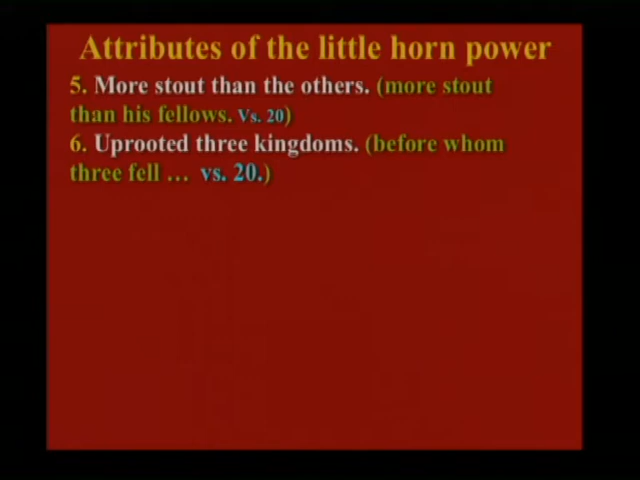 Attributes of the little horn power
5. More stout than the others. (more stout
than his fellows. Vs. 20)
6. Uprooted three kingdoms. (before whom
three fell … vs. 20.)